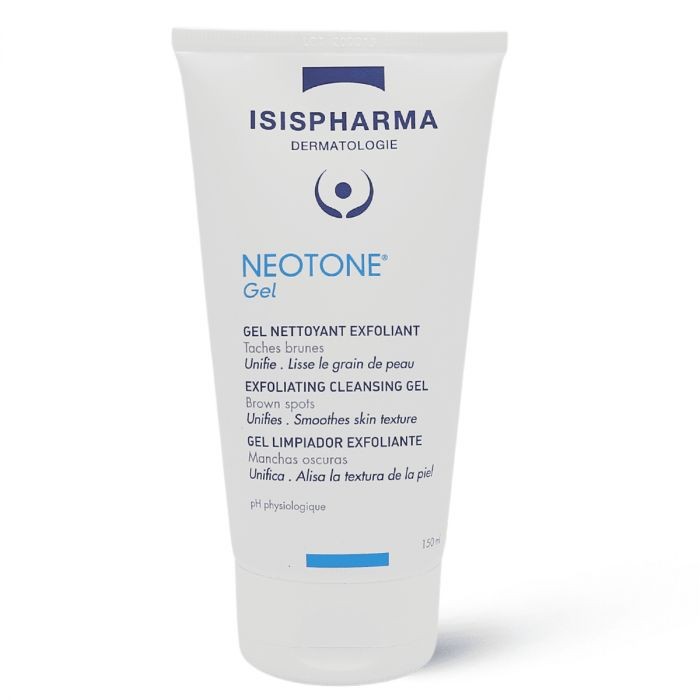 ISISPHARMA
DERMATOLOGIE
NEOTONE®
Gel
GEL NETTOYANT EXFOLIANT
Taches brunes
Unifie . Lisse le grain de peau
EXFOLIATING CLEANSING GEL
Brown spots
Unifies . Smoothes skin texture
GEL LIMPIADOR EXFOLIANTE
Manchas oscuras
Unifica . Alisa la textura de la piel
pH physiologique
150 ml